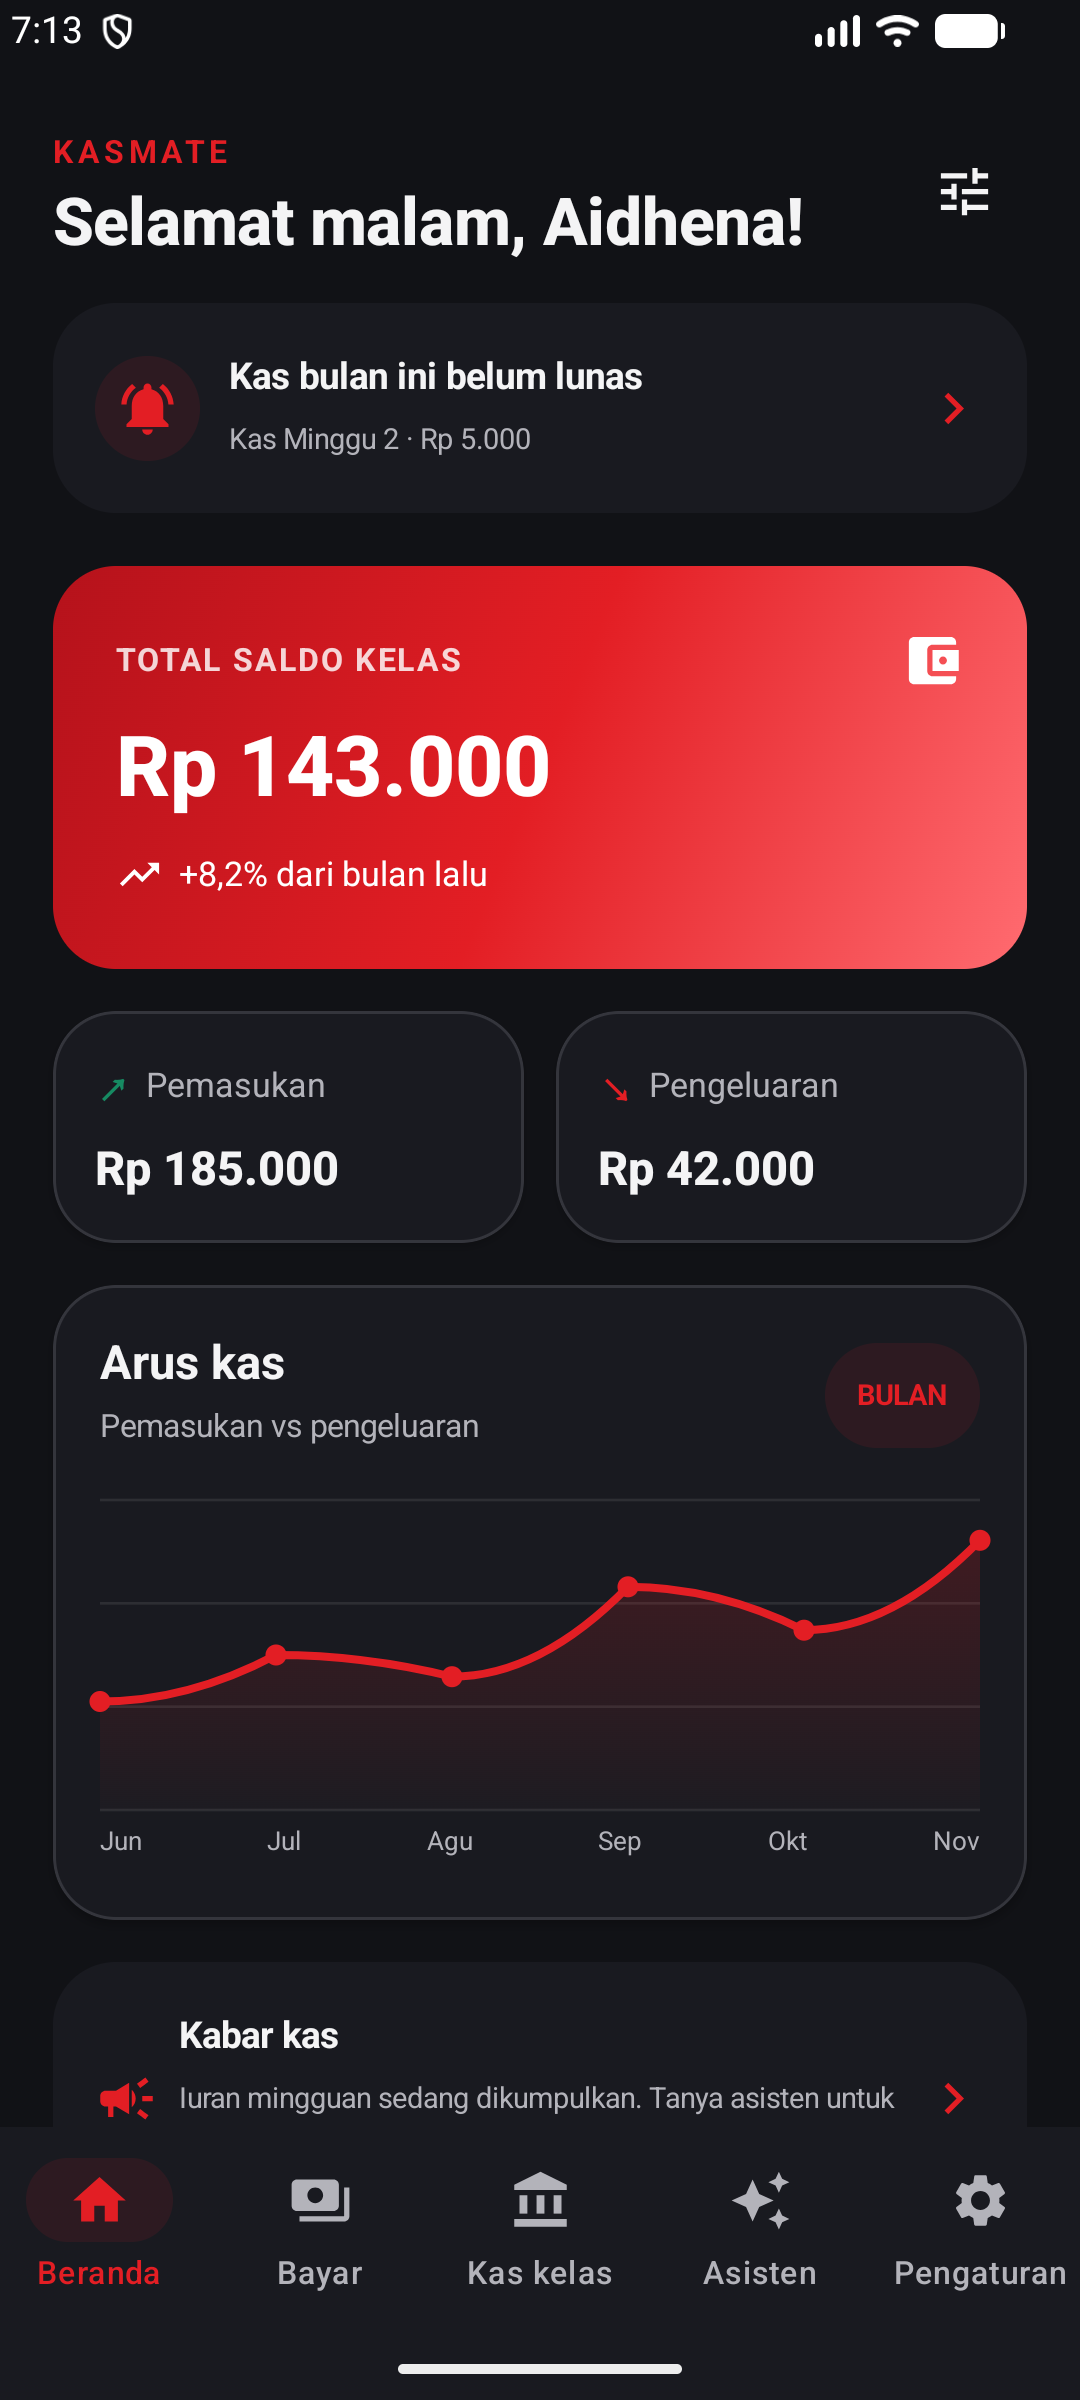 7:13
KASMATE
Selamat malam, Aidhena!
Kas bulan ini belum lunas
Kas Minggu 2 · Rp 5.000
TOTAL SALDO KELAS
Rp 143.000
+8,2% dari bulan lalu
Pemasukan
Rp 185.000
Pengeluaran
Rp 42.000
Arus kas
Pemasukan vs pengeluaran
BULAN
Jun Jul Agu Sep Okt Nov
Kabar kas
Iuran mingguan sedang dikumpulkan. Tanya asisten untuk
Beranda Bayar Kas kelas Asisten Pengaturan